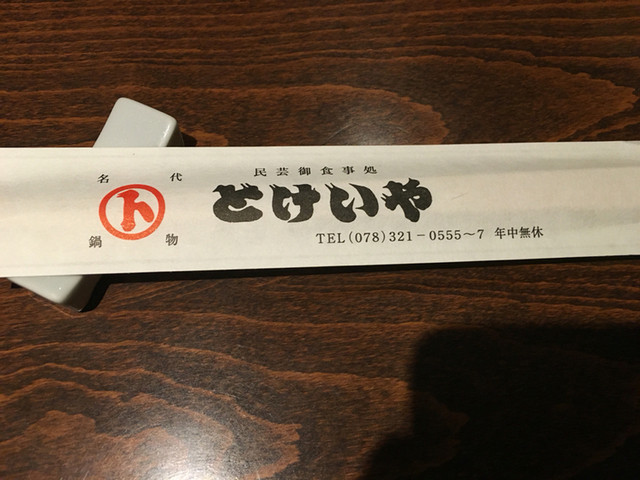 名代
ト
鍋物
民芸御食事処
とけいや
TEL(078)321-0555~7 年中無休